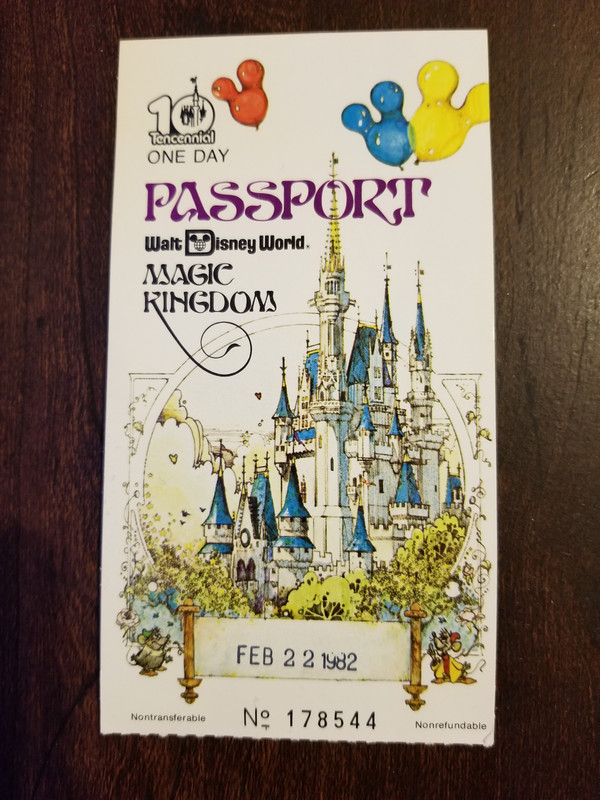 10
Tencennial
ONE DAY
PASSPORT
Walt Disney World®
MAGIC
KINGDOM
FEB 22 1982
Nontransferable
Nº 178544
Nonrefundable